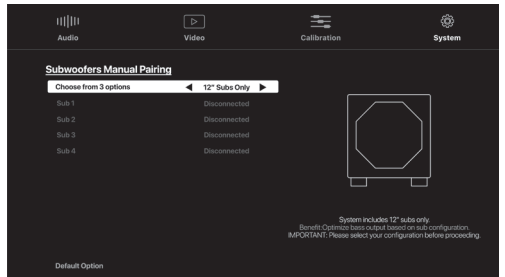 Audio
Video
Calibration
System
Subwoofers Manual Pairing
Choose from 3 options ◀ 12" Subs Only ▶
Sub 1 Disconnected
Sub 2 Disconnected
Sub 3 Disconnected
Sub 4 Disconnected
System includes 12" subs only.
Benefit:Optimize bass output based on sub configuration.
IMPORTANT: Please select your configuration before proceeding.
Default Option